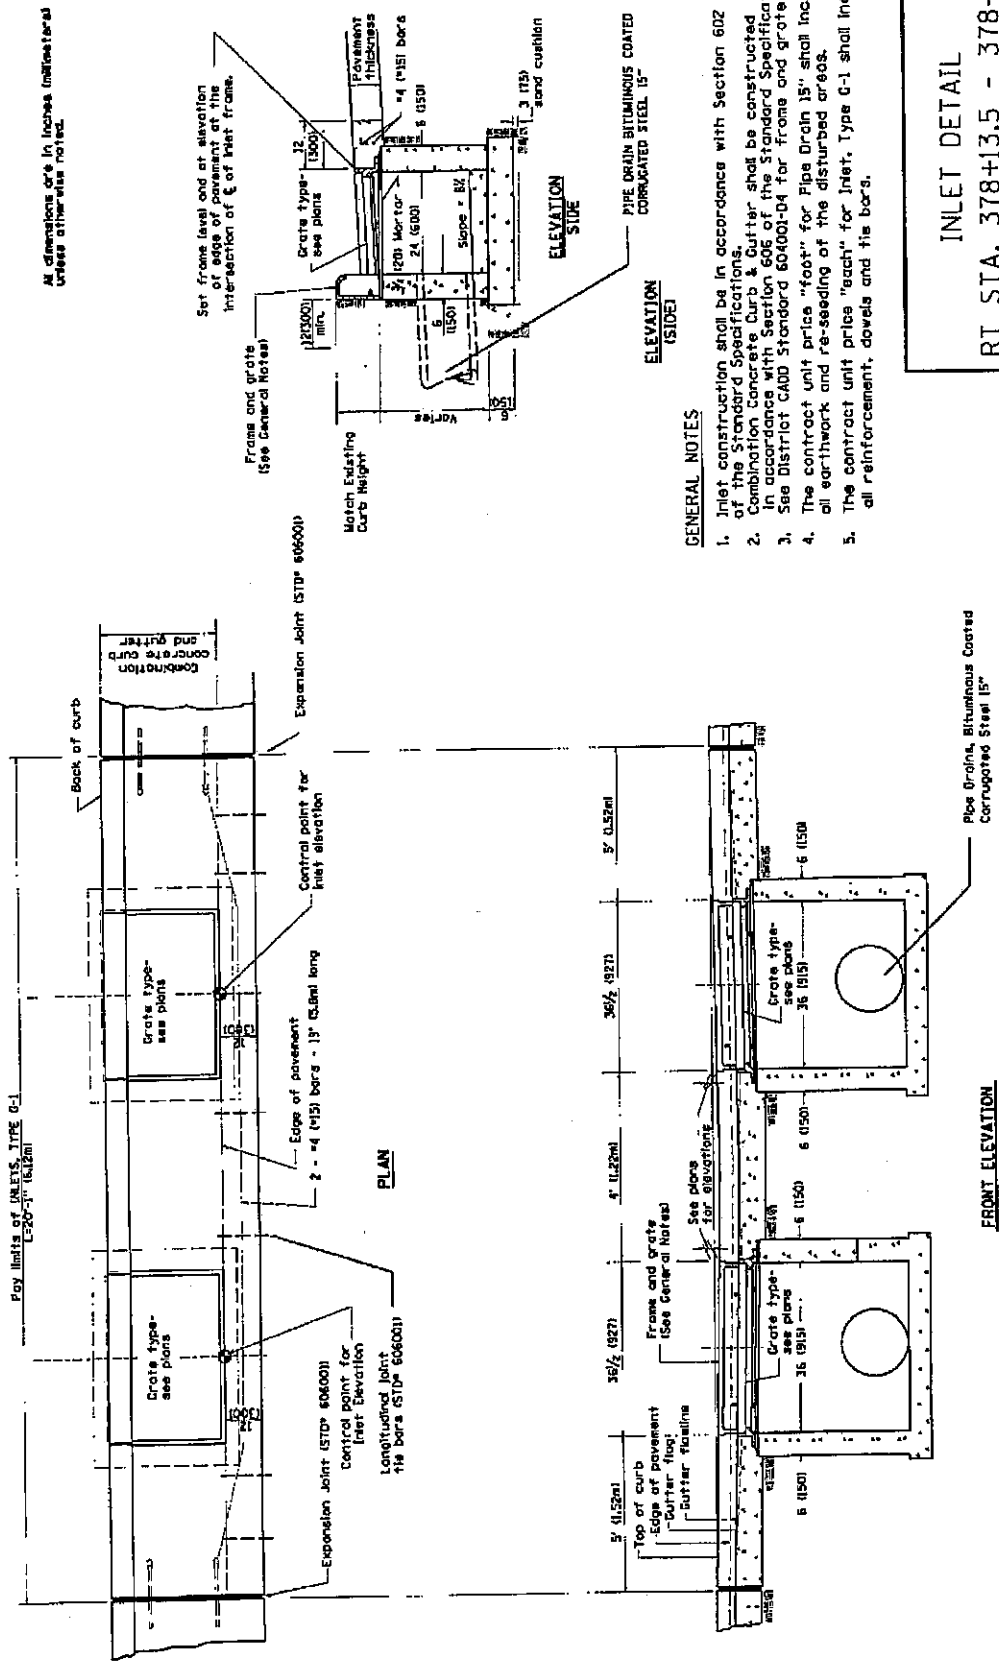 All dimensions are in inches (millimeters)
unless otherwise noted.
Pay limits of INLETS, TYPE G-1
L=20'-1" (6.12m)
Back of curb
Combination
concrete curb
and gutter
Expansion Joint (STD* 606001)
Control point for
inlet elevation
Grate type-
see plans
Grate type-
see plans
Edge of pavement
PLAN
Longitudinal joint
tie bars (STD* 606001)
Control point for
Inlet Elevation
Expansion Joint (STD* 606001)
Set frame level and at elevation
of edge of pavement at the
intersection of ℄ of inlet frame.
Frame and grate
(See General Notes)
Grate type-
see plans
Pavement
thickness
#4 (#15) bars
12
(300)
12(300)
min.
6 (150)
3/4 (20) Mortar
24 (600)
6
(150)
3 (75)
sand cushion
Match Existing
Curb Height
Varies
6
(150)
ELEVATION
SIDE
ELEVATION
(SIDE)
PIPE DRAIN BITUMINOUS COATED
CORRUGATED STEEL 15"
5' (1.52m)
36 1/2 (927)
4' (1.22m)
36 1/2 (927)
5' (1.52m)
Top of curb
Edge of pavement
Gutter flag
Gutter flowline
Frame and grate
(See General Notes)
See plans
for elevations
Grate type-
see plans
36 (915)
Grate type-
see plans
36 (915)
6 (150)
6 (150)
6 (150)
6 (150)
Pipe Drains, Bituminous Coated
Corrugated Steel 15"
FRONT ELEVATION
GENERAL NOTES
1. Inlet construction shall be in accordance with Section 602
of the Standard Specifications.
2. Combination Concrete Curb & Gutter shall be constructed
in accordance with Section 606 of the Standard Specifica
3. See District CADD Standard 604001-D4 for frame and grate
4. The contract unit price "foot" for Pipe Drain 15" shall inc
all earthwork and re-seeding of the disturbed areas.
5. The contract unit price "each" for Inlet, Type G-1 shall inc
all reinforcement, dowels and tie bars.
INLET DETAIL
RT STA. 378+13.5 - 378-